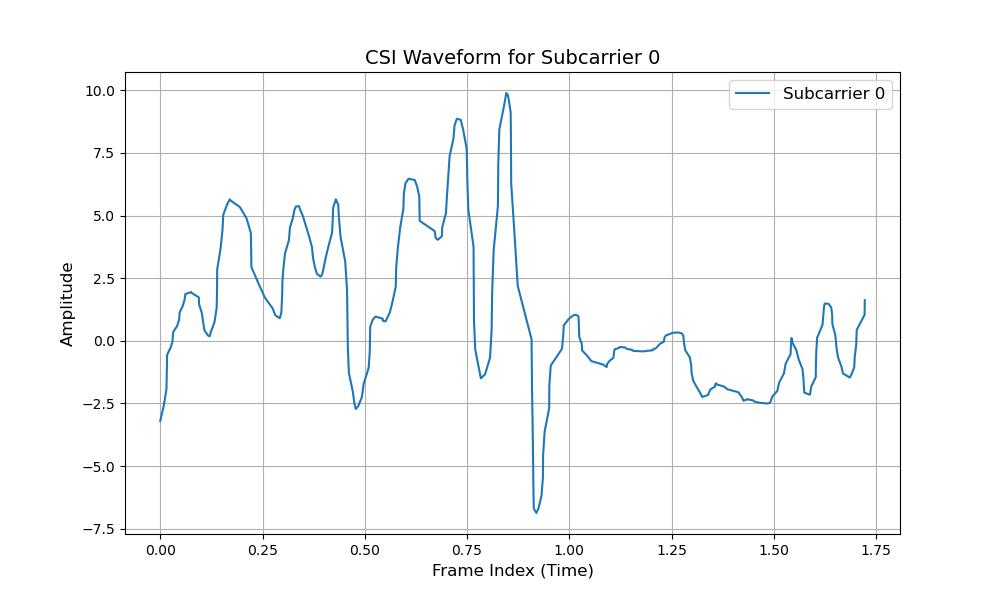 CSI Waveform for Subcarrier 0
Subcarrier 0
10.0
7.5
5.0
2.5
0.0
−2.5
−5.0
−7.5
Amplitude
0.00 0.25 0.50 0.75 1.00 1.25 1.50 1.75
Frame Index (Time)